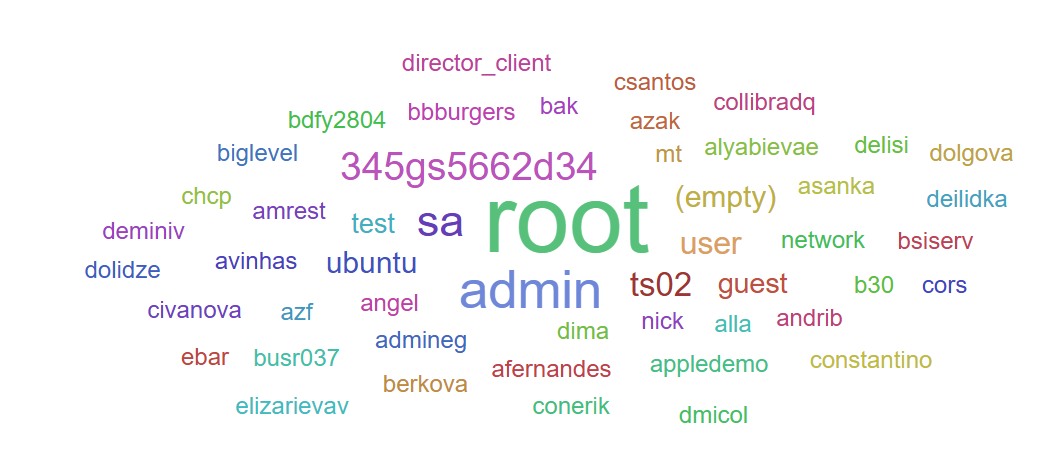 director_client
csantos
bdfy2804
bbburgers
bak
azak
collibradq
biglevel
345gs5662d34
mt
alyabievae
delisi
dolgova
chcp
amrest
test
sa
root
(empty)
asanka
deilidka
deminiv
user
network
bsiserv
dolidze
avinhas
ubuntu
admin
ts02
guest
b30
cors
civanova
azf
angel
nick
alla
andrib
dima
admineg
ebar
busr037
berkova
afernandes
appledemo
constantino
elizarievav
conerik
dmicol